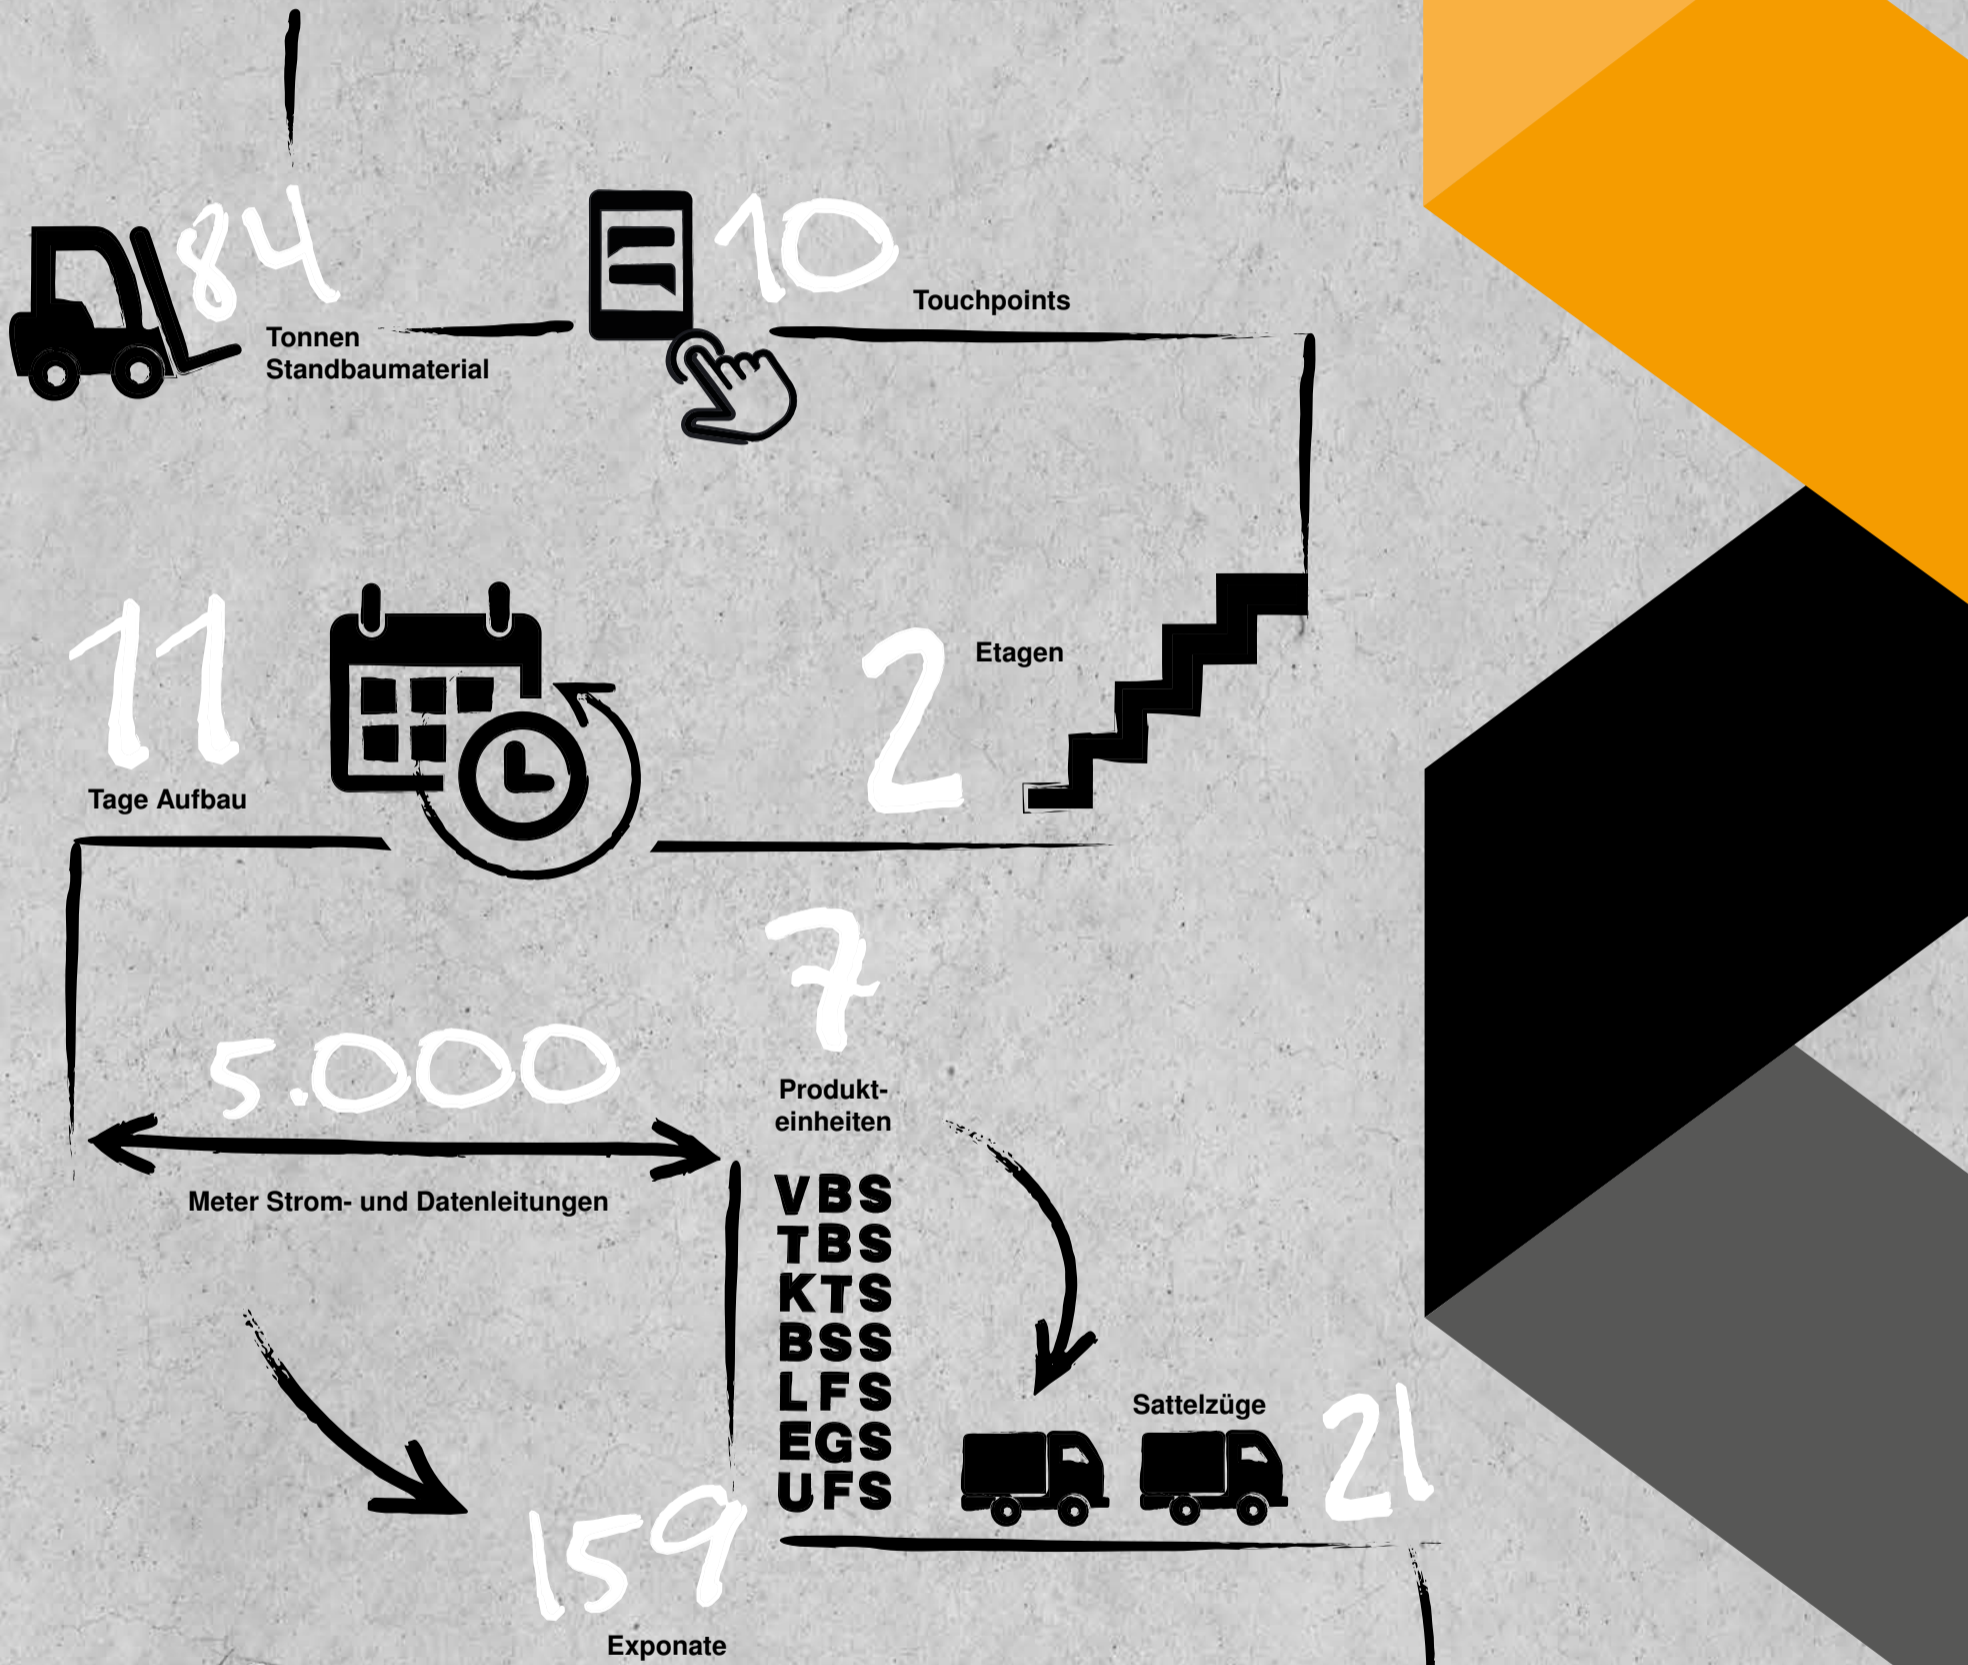 84
Tonnen
Standbaumaterial
10
Touchpoints
11
Tage Aufbau
2
Etagen
5.000
Meter Strom- und Datenleitungen
7
Produkt-
einheiten
VBS
TBS
KTS
BSS
LFS
EGS
UFS
Sattelzüge
21
159
Exponate